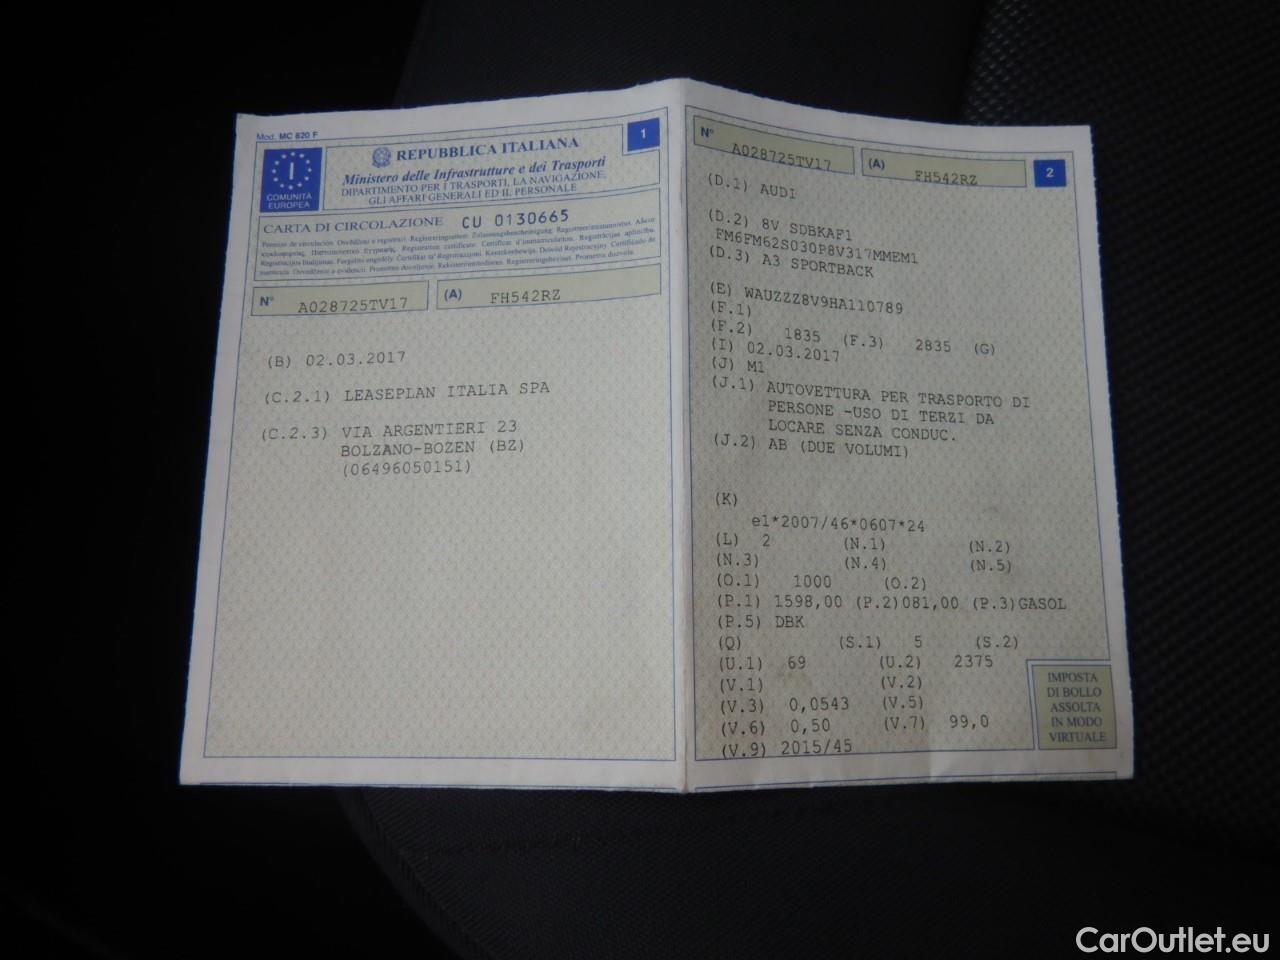 Mod. MC 820 F
1
COMUNITÀ
EUROPEA
I
REPUBBLICA ITALIANA
Ministero delle Infrastrutture e dei Trasporti
DIPARTIMENTO PER I TRASPORTI, LA NAVIGAZIONE,
GLI AFFARI GENERALI ED IL PERSONALE
CARTA DI CIRCOLAZIONE CU 0130665
N° A028725TV17 (A) FH542RZ
(B) 02.03.2017
(C.2.1) LEASEPLAN ITALIA SPA
(C.2.3) VIA ARGENTIERI 23
BOLZANO-BOZEN (BZ)
(06496050151)
N° A028725TV17 (A) FH542RZ 2
(D.1) AUDI
(D.2) 8V SDBKAF1
FM6FM62S030P8V317MMEM1
(D.3) A3 SPORTBACK
(E) WAUZZZ8V9HA110789
(F.1)
(F.2) 1835 (F.3) 2835 (G)
(I) 02.03.2017
(J) M1
(J.1) AUTOVETTURA PER TRASPORTO DI
PERSONE -USO DI TERZI DA
LOCARE SENZA CONDUC.
(J.2) AB (DUE VOLUMI)
(K)
e1*2007/46*0607*24
(L) 2 (N.1) (N.2)
(N.3) (N.4) (N.5)
(O.1) 1000 (O.2)
(P.1) 1598,00 (P.2)081,00 (P.3)GASOL
(P.5) DBK
(Q) (S.1) 5 (S.2)
(U.1) 69 (U.2) 2375
(V.1) (V.2)
(V.3) 0,0543 (V.5)
(V.6) 0,50 (V.7) 99,0
(V.9) 2015/45
IMPOSTA
DI BOLLO
ASSOLTA
IN MODO
VIRTUALE
CarOutlet.eu